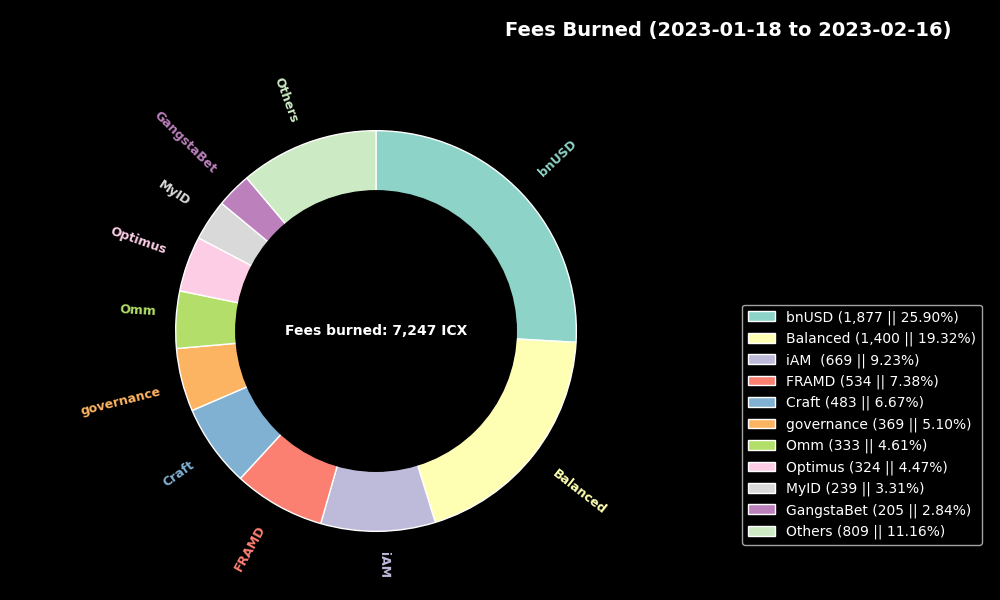 Fees Burned (2023-01-18 to 2023-02-16)
Others
bnUSD
GangstaBet
MyID
Optimus
Omm
Fees burned: 7,247 ICX
governance
Craft
Balanced
FRAMD
iAM
bnUSD (1,877 || 25.90%)
Balanced (1,400 || 19.32%)
iAM  (669 || 9.23%)
FRAMD (534 || 7.38%)
Craft (483 || 6.67%)
governance (369 || 5.10%)
Omm (333 || 4.61%)
Optimus (324 || 4.47%)
MyID (239 || 3.31%)
GangstaBet (205 || 2.84%)
Others (809 || 11.16%)